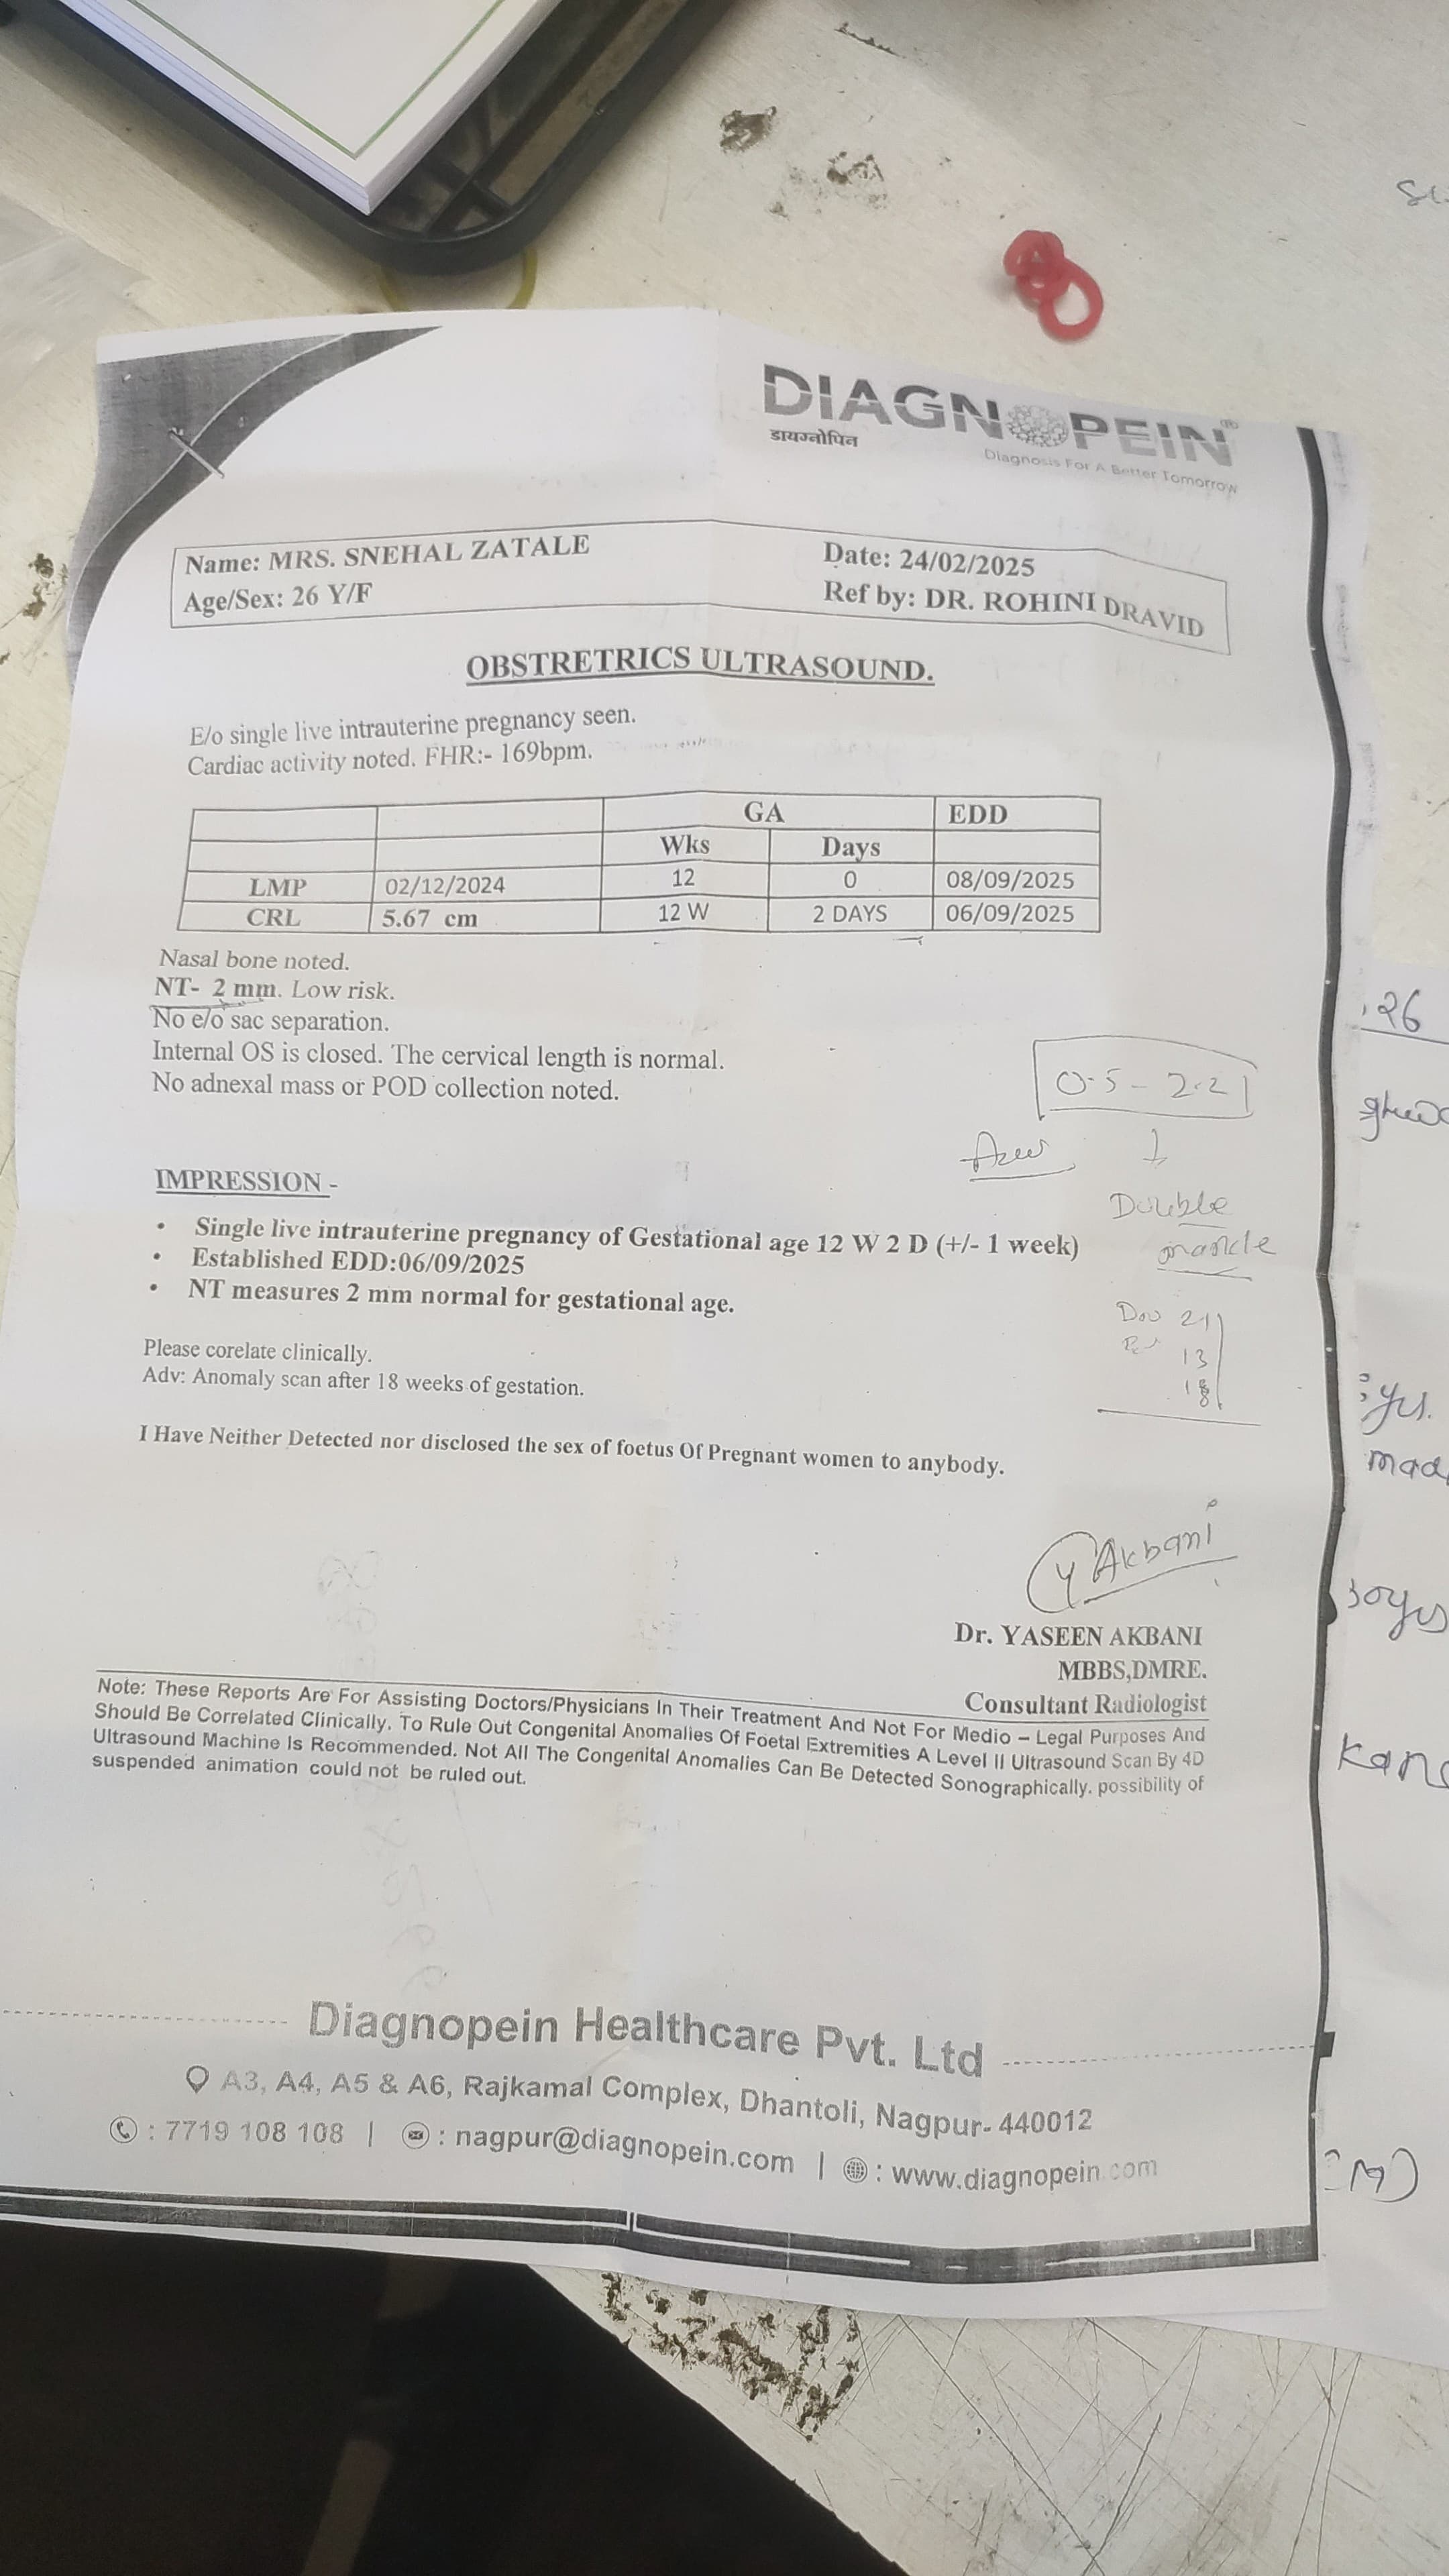 DIAGNOPEIN
डायग्नोपिन
Diagnosis For A Better Tomorrow
Name: MRS. SNEHAL ZATALE
Date: 24/02/2025
Age/Sex: 26 Y/F
Ref by: DR. ROHINI DRAVID
OBSTRETRICS ULTRASOUND.
E/o single live intrauterine pregnancy seen.
Cardiac activity noted. FHR:- 169bpm.
GA EDD
Wks Days
LMP 02/12/2024 12 0 08/09/2025
CRL 5.67 cm 12 W 2 DAYS 06/09/2025
Nasal bone noted.
NT- 2 mm. Low risk.
No e/o sac separation.
Internal OS is closed. The cervical length is normal.
No adnexal mass or POD collection noted.
0.5 - 2.2
Double
IMPRESSION -
• Single live intrauterine pregnancy of Gestational age 12 W 2 D (+/- 1 week)
• Established EDD:06/09/2025
• NT measures 2 mm normal for gestational age.
21
13
18
Please corelate clinically.
Adv: Anomaly scan after 18 weeks of gestation.
I Have Neither Detected nor disclosed the sex of foetus Of Pregnant women to anybody.
Y Akbani
Dr. YASEEN AKBANI
MBBS,DMRE.
Consultant Radiologist
Note: These Reports Are For Assisting Doctors/Physicians In Their Treatment And Not For Medio – Legal Purposes And
Should Be Correlated Clinically. To Rule Out Congenital Anomalies Of Foetal Extremities A Level II Ultrasound Scan By 4D
Ultrasound Machine Is Recommended. Not All The Congenital Anomalies Can Be Detected Sonographically. possibility of
suspended animation could not be ruled out.
Diagnopein Healthcare Pvt. Ltd
A3, A4, A5 & A6, Rajkamal Complex, Dhantoli, Nagpur- 440012
: 7719 108 108 | : nagpur@diagnopein.com | : www.diagnopein.com